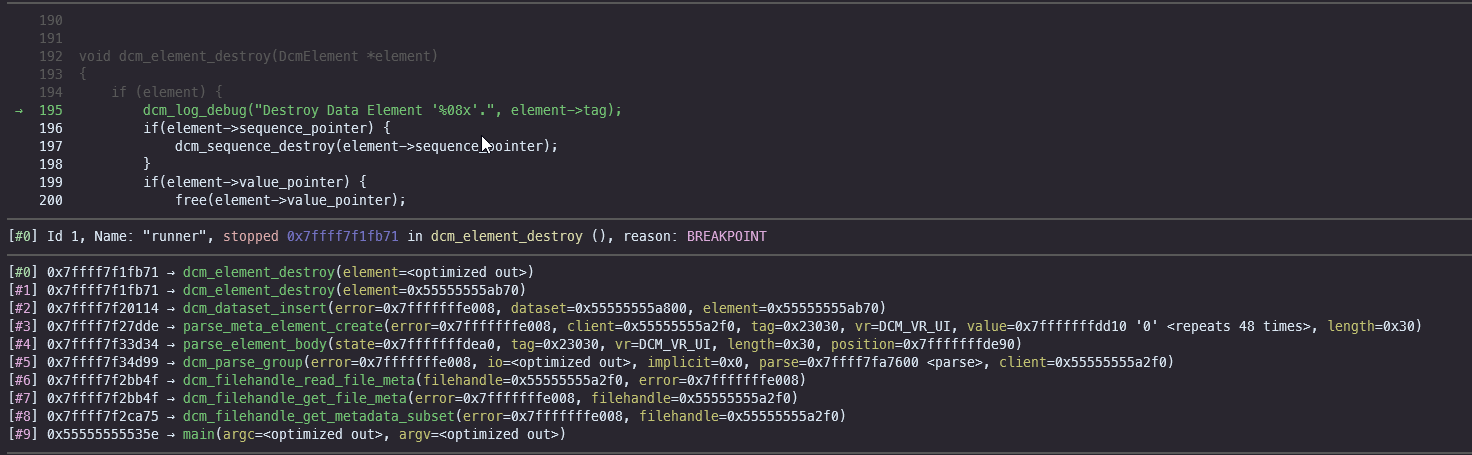 190
191
192 void dcm_element_destroy(DcmElement *element)
193 {
194 if (element) {
→ 195 dcm_log_debug("Destroy Data Element '%08x'.", element->tag);
196 if(element->sequence_pointer) {
197 dcm_sequence_destroy(element->sequence_pointer);
198 }
199 if(element->value_pointer) {
200 free(element->value_pointer);
[#0] Id 1, Name: "runner", stopped 0x7ffff7f1fb71 in dcm_element_destroy (), reason: BREAKPOINT
[#0] 0x7ffff7f1fb71 → dcm_element_destroy(element=<optimized out>)
[#1] 0x7ffff7f1fb71 → dcm_element_destroy(element=0x55555555ab70)
[#2] 0x7ffff7f20114 → dcm_dataset_insert(error=0x7fffffffe008, dataset=0x55555555a800, element=0x55555555ab70)
[#3] 0x7ffff7f27dde → parse_meta_element_create(error=0x7fffffffe008, client=0x55555555a2f0, tag=0x23030, vr=DCM_VR_UI, value=0x7fffffffdd10 '0' <repeats 48 times>, length=0x30)
[#4] 0x7ffff7f33d34 → parse_element_body(state=0x7fffffffdea0, tag=0x23030, vr=DCM_VR_UI, length=0x30, position=0x7fffffffde90)
[#5] 0x7ffff7f34d99 → dcm_parse_group(error=0x7fffffffe008, io=<optimized out>, implicit=0x0, parse=0x7ffff7fa7600 <parse>, client=0x55555555a2f0)
[#6] 0x7ffff7f2bb4f → dcm_filehandle_read_file_meta(filehandle=0x55555555a2f0, error=0x7fffffffe008)
[#7] 0x7ffff7f2bb4f → dcm_filehandle_get_file_meta(error=0x7fffffffe008, filehandle=0x55555555a2f0)
[#8] 0x7ffff7f2ca75 → dcm_filehandle_get_metadata_subset(error=0x7fffffffe008, filehandle=0x55555555a2f0)
[#9] 0x55555555535e → main(argc=<optimized out>, argv=<optimized out>)